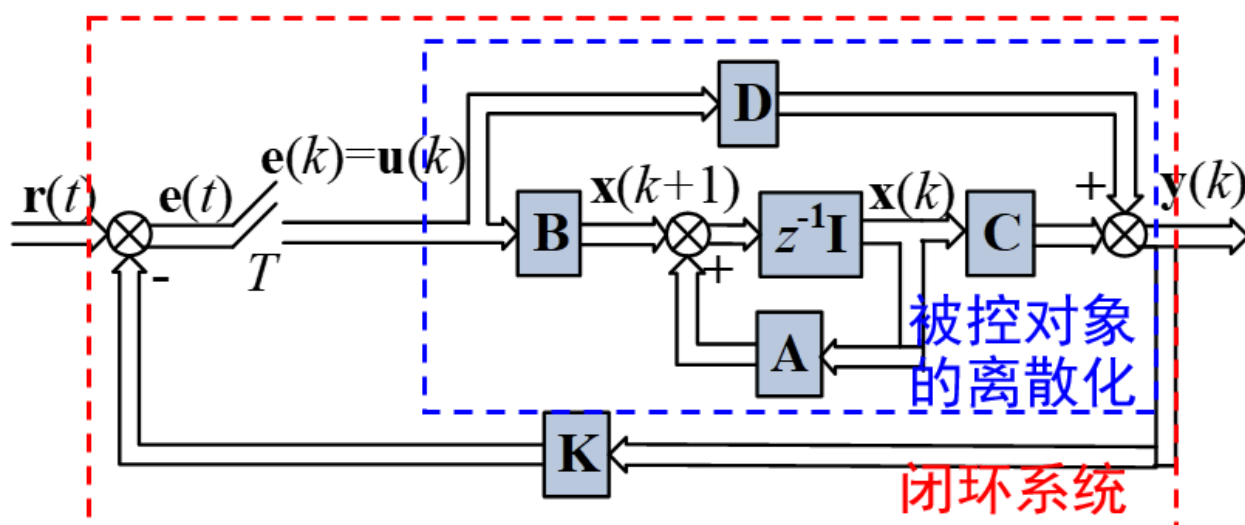 D
r(t)
e(t)
e(k)=u(k)
T
B
x(k+1)
+
z⁻¹I
x(k)
C
+
y(k)
-
A
被控对象
的离散化
K
闭环系统